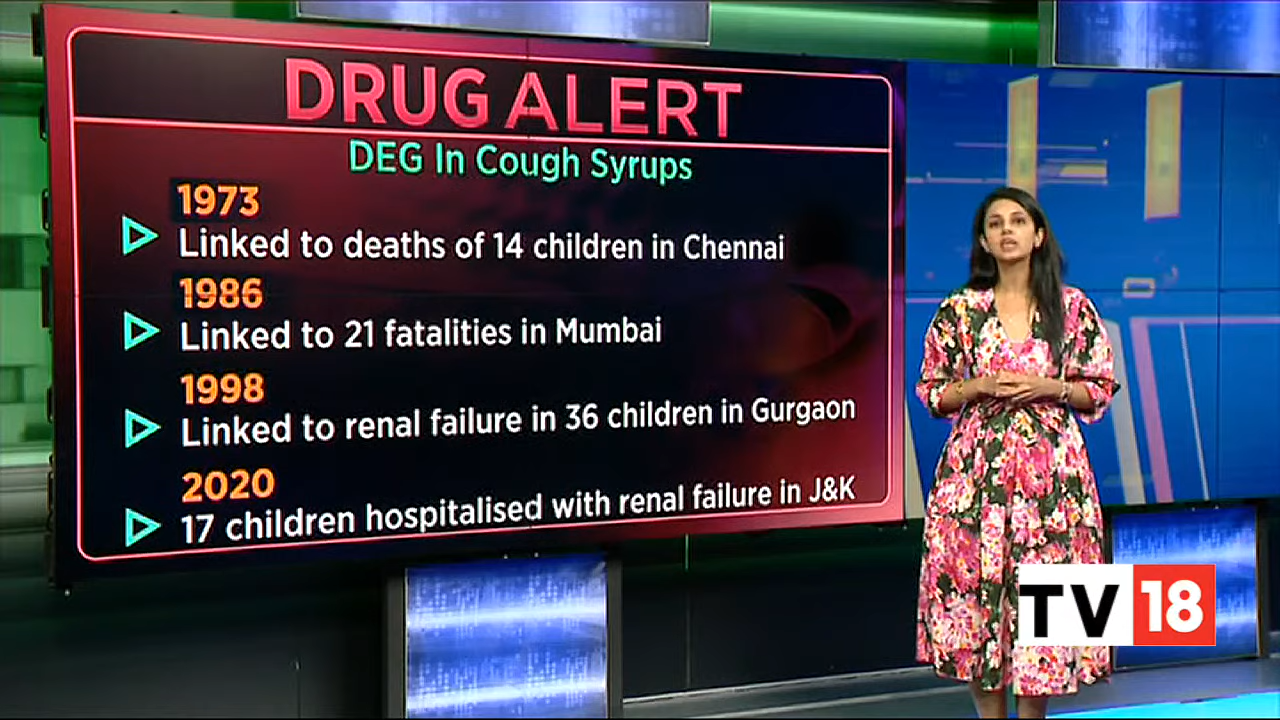 DRUG ALERT
DEG In Cough Syrups
1973
Linked to deaths of 14 children in Chennai
1986
Linked to 21 fatalities in Mumbai
1998
Linked to renal failure in 36 children in Gurgaon
2020
17 children hospitalised with renal failure in J&K
TV 18